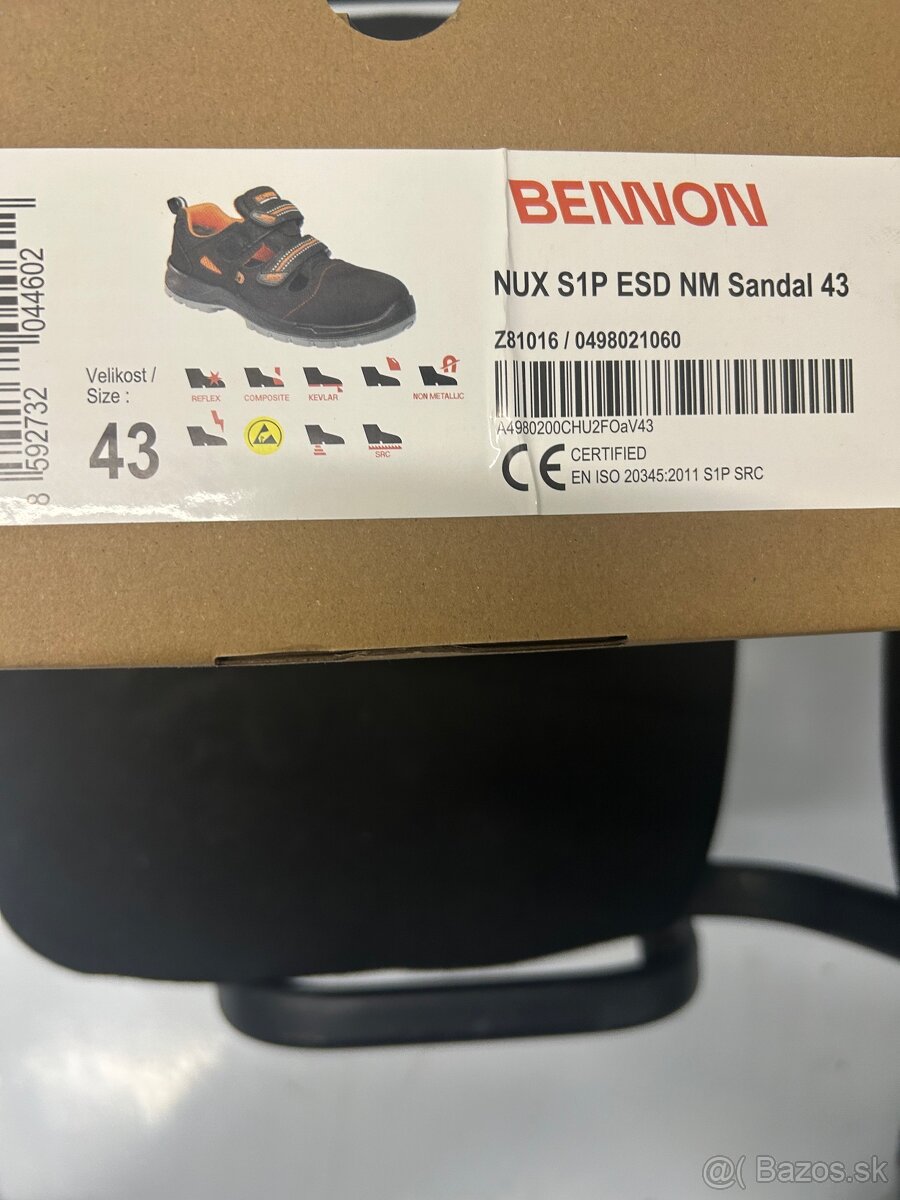 8 592732 044602
BENNON
NUX S1P ESD NM Sandal 43
Z81016 / 0498021060
A4980200CHU2FOaV43
CE CERTIFIED
EN ISO 20345:2011 S1P SRC
Velikost /
Size :
43
REFLEX COMPOSITE KEVLAR NON METALLIC
SRC
@( Bazos.sk